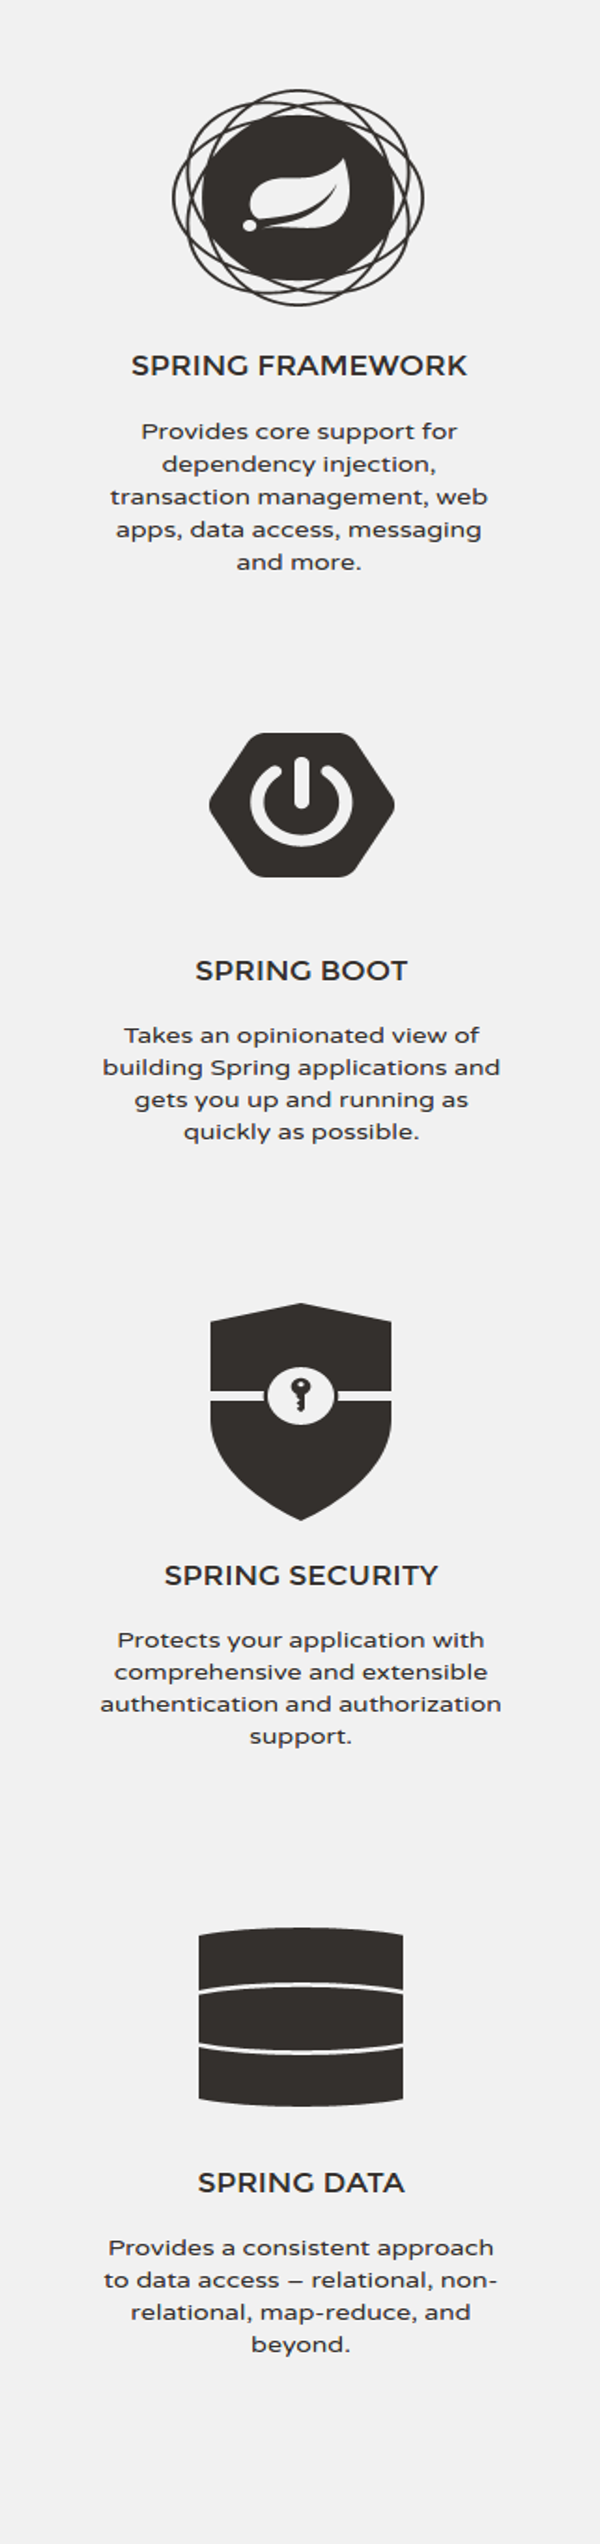 SPRING FRAMEWORK
Provides core support for
dependency injection,
transaction management, web
apps, data access, messaging
and more.
SPRING BOOT
Takes an opinionated view of
building Spring applications and
gets you up and running as
quickly as possible.
SPRING SECURITY
Protects your application with
comprehensive and extensible
authentication and authorization
support.
SPRING DATA
Provides a consistent approach
to data access – relational, non-
relational, map-reduce, and
beyond.